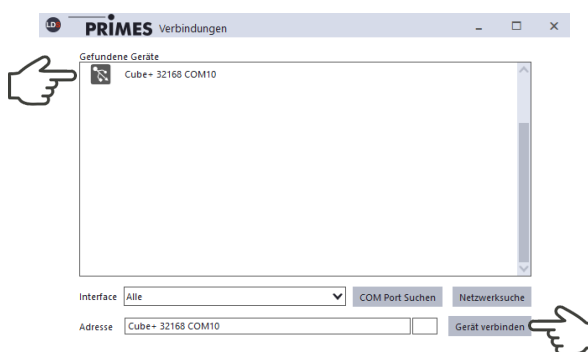 LDS PRIMES Verbindungen
Gefundene Geräte
Cube+ 32168 COM10
Interface Alle COM Port Suchen Netzwerksuche
Adresse Cube+ 32168 COM10 Gerät verbinden